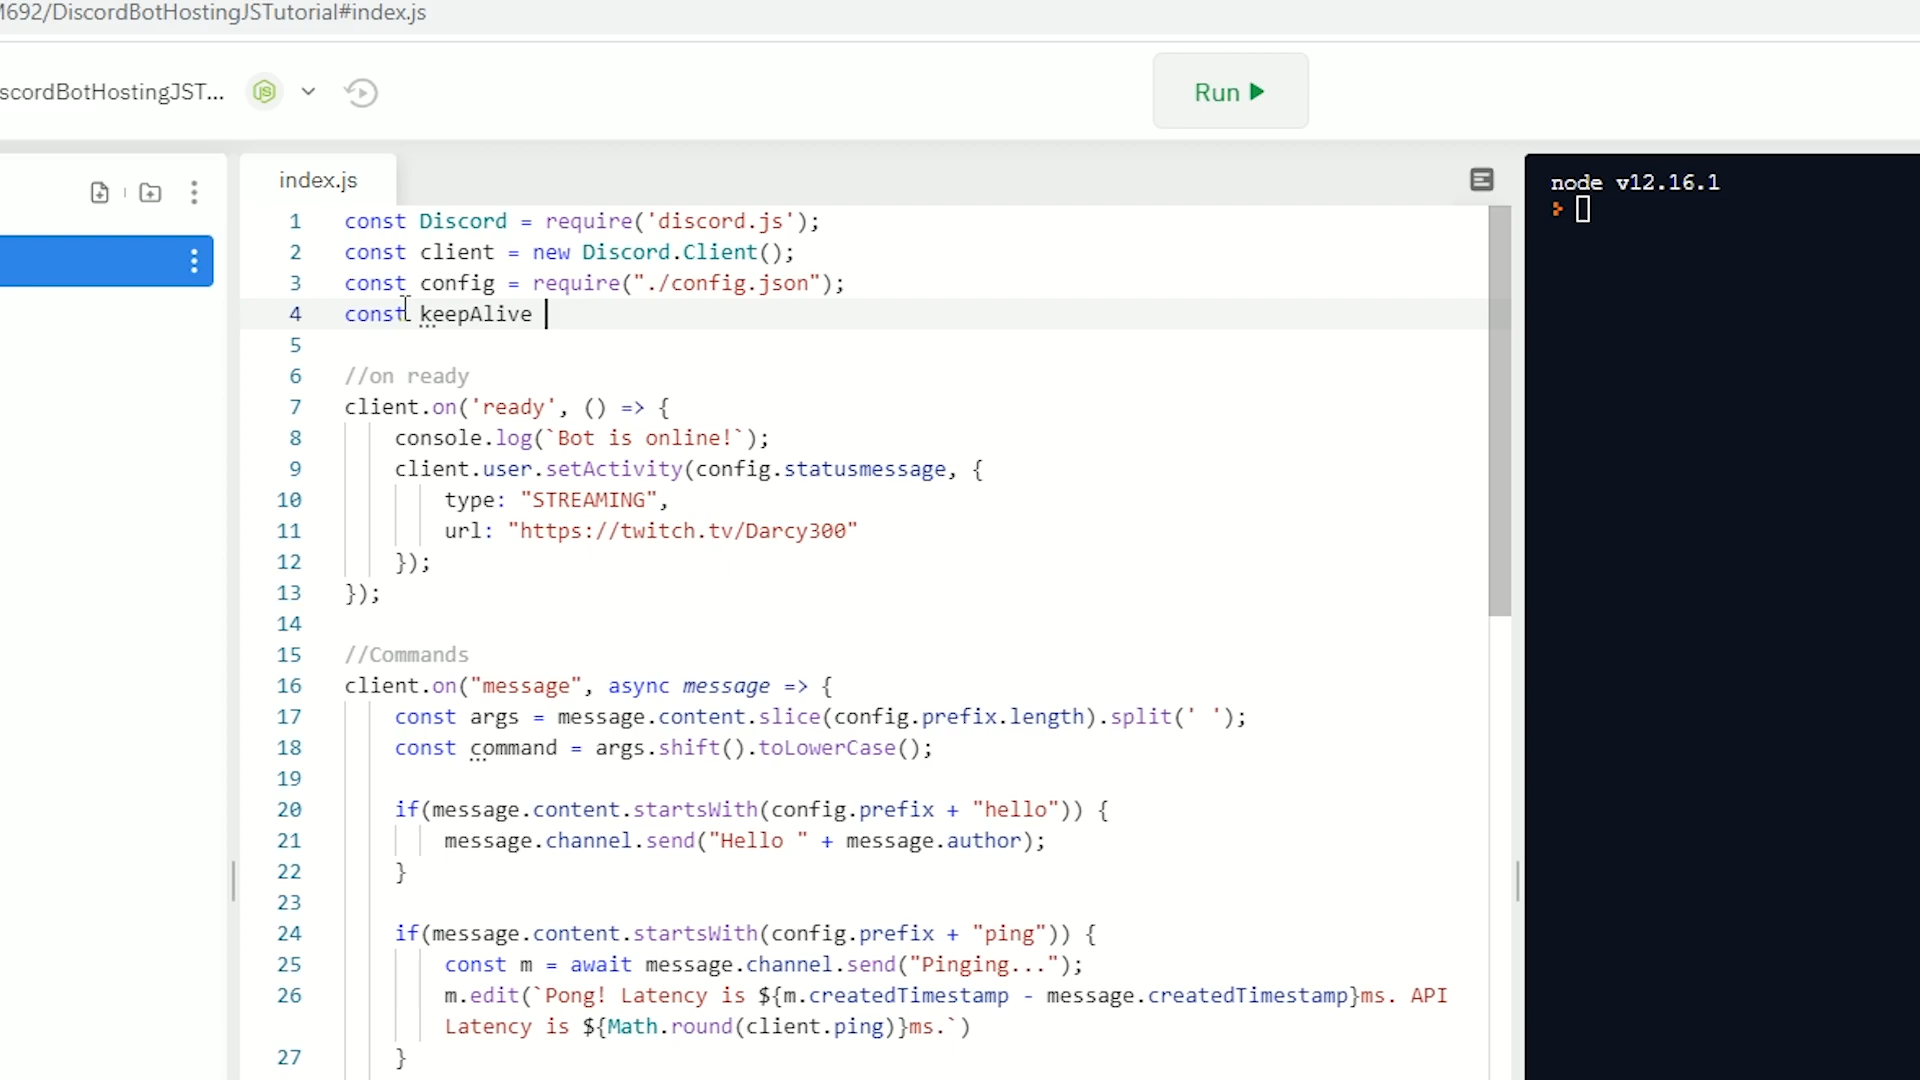 M692/DiscordBotHostingJSTutorial#index.js
scordBotHostingJST...
JS
Run
index.js
node v12.16.1
1 const Discord = require('discord.js');
2 const client = new Discord.Client();
3 const config = require("./config.json");
4 const keepAlive
5
6 //on ready
7 client.on('ready', () => {
8 console.log(`Bot is online!`);
9 client.user.setActivity(config.statusmessage, {
10 type: "STREAMING",
11 url: "https://twitch.tv/Darcy300"
12 });
13 });
14
15 //Commands
16 client.on("message", async message => {
17 const args = message.content.slice(config.prefix.length).split(' ');
18 const command = args.shift().toLowerCase();
19
20 if(message.content.startsWith(config.prefix + "hello")) {
21 message.channel.send("Hello " + message.author);
22 }
23
24 if(message.content.startsWith(config.prefix + "ping")) {
25 const m = await message.channel.send("Pinging...");
26 m.edit(`Pong! Latency is ${m.createdTimestamp - message.createdTimestamp}ms. API
Latency is ${Math.round(client.ping)}ms.`)
27 }